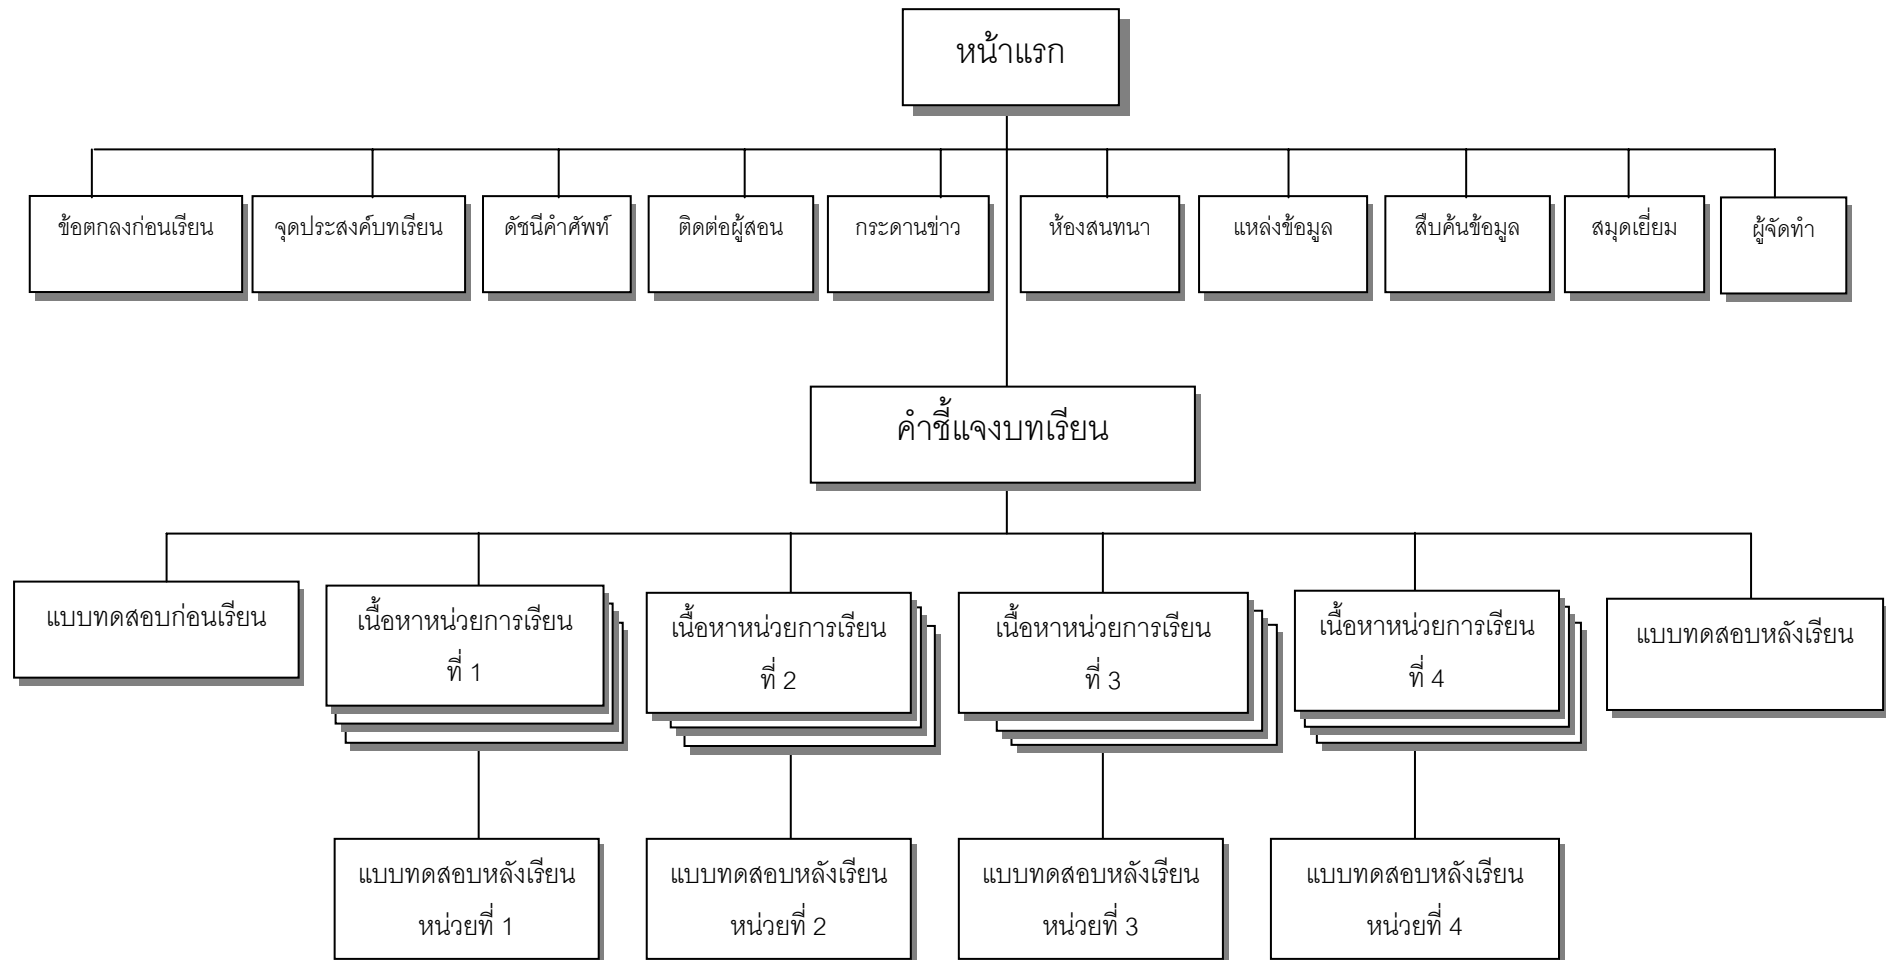 หน้าแรก
ข้อตกลงก่อนเรียน
จุดประสงค์บทเรียน
ดัชนีคำศัพท์
ติดต่อผู้สอน
กระดานข่าว
ห้องสนทนา
แหล่งข้อมูล
สืบค้นข้อมูล
สมุดเยี่ยม
ผู้จัดทำ
คำชี้แจงบทเรียน
แบบทดสอบก่อนเรียน
เนื้อหาหน่วยการเรียน
ที่ 1
เนื้อหาหน่วยการเรียน
ที่ 2
เนื้อหาหน่วยการเรียน
ที่ 3
เนื้อหาหน่วยการเรียน
ที่ 4
แบบทดสอบหลังเรียน
แบบทดสอบหลังเรียน
หน่วยที่ 1
แบบทดสอบหลังเรียน
หน่วยที่ 2
แบบทดสอบหลังเรียน
หน่วยที่ 3
แบบทดสอบหลังเรียน
หน่วยที่ 4